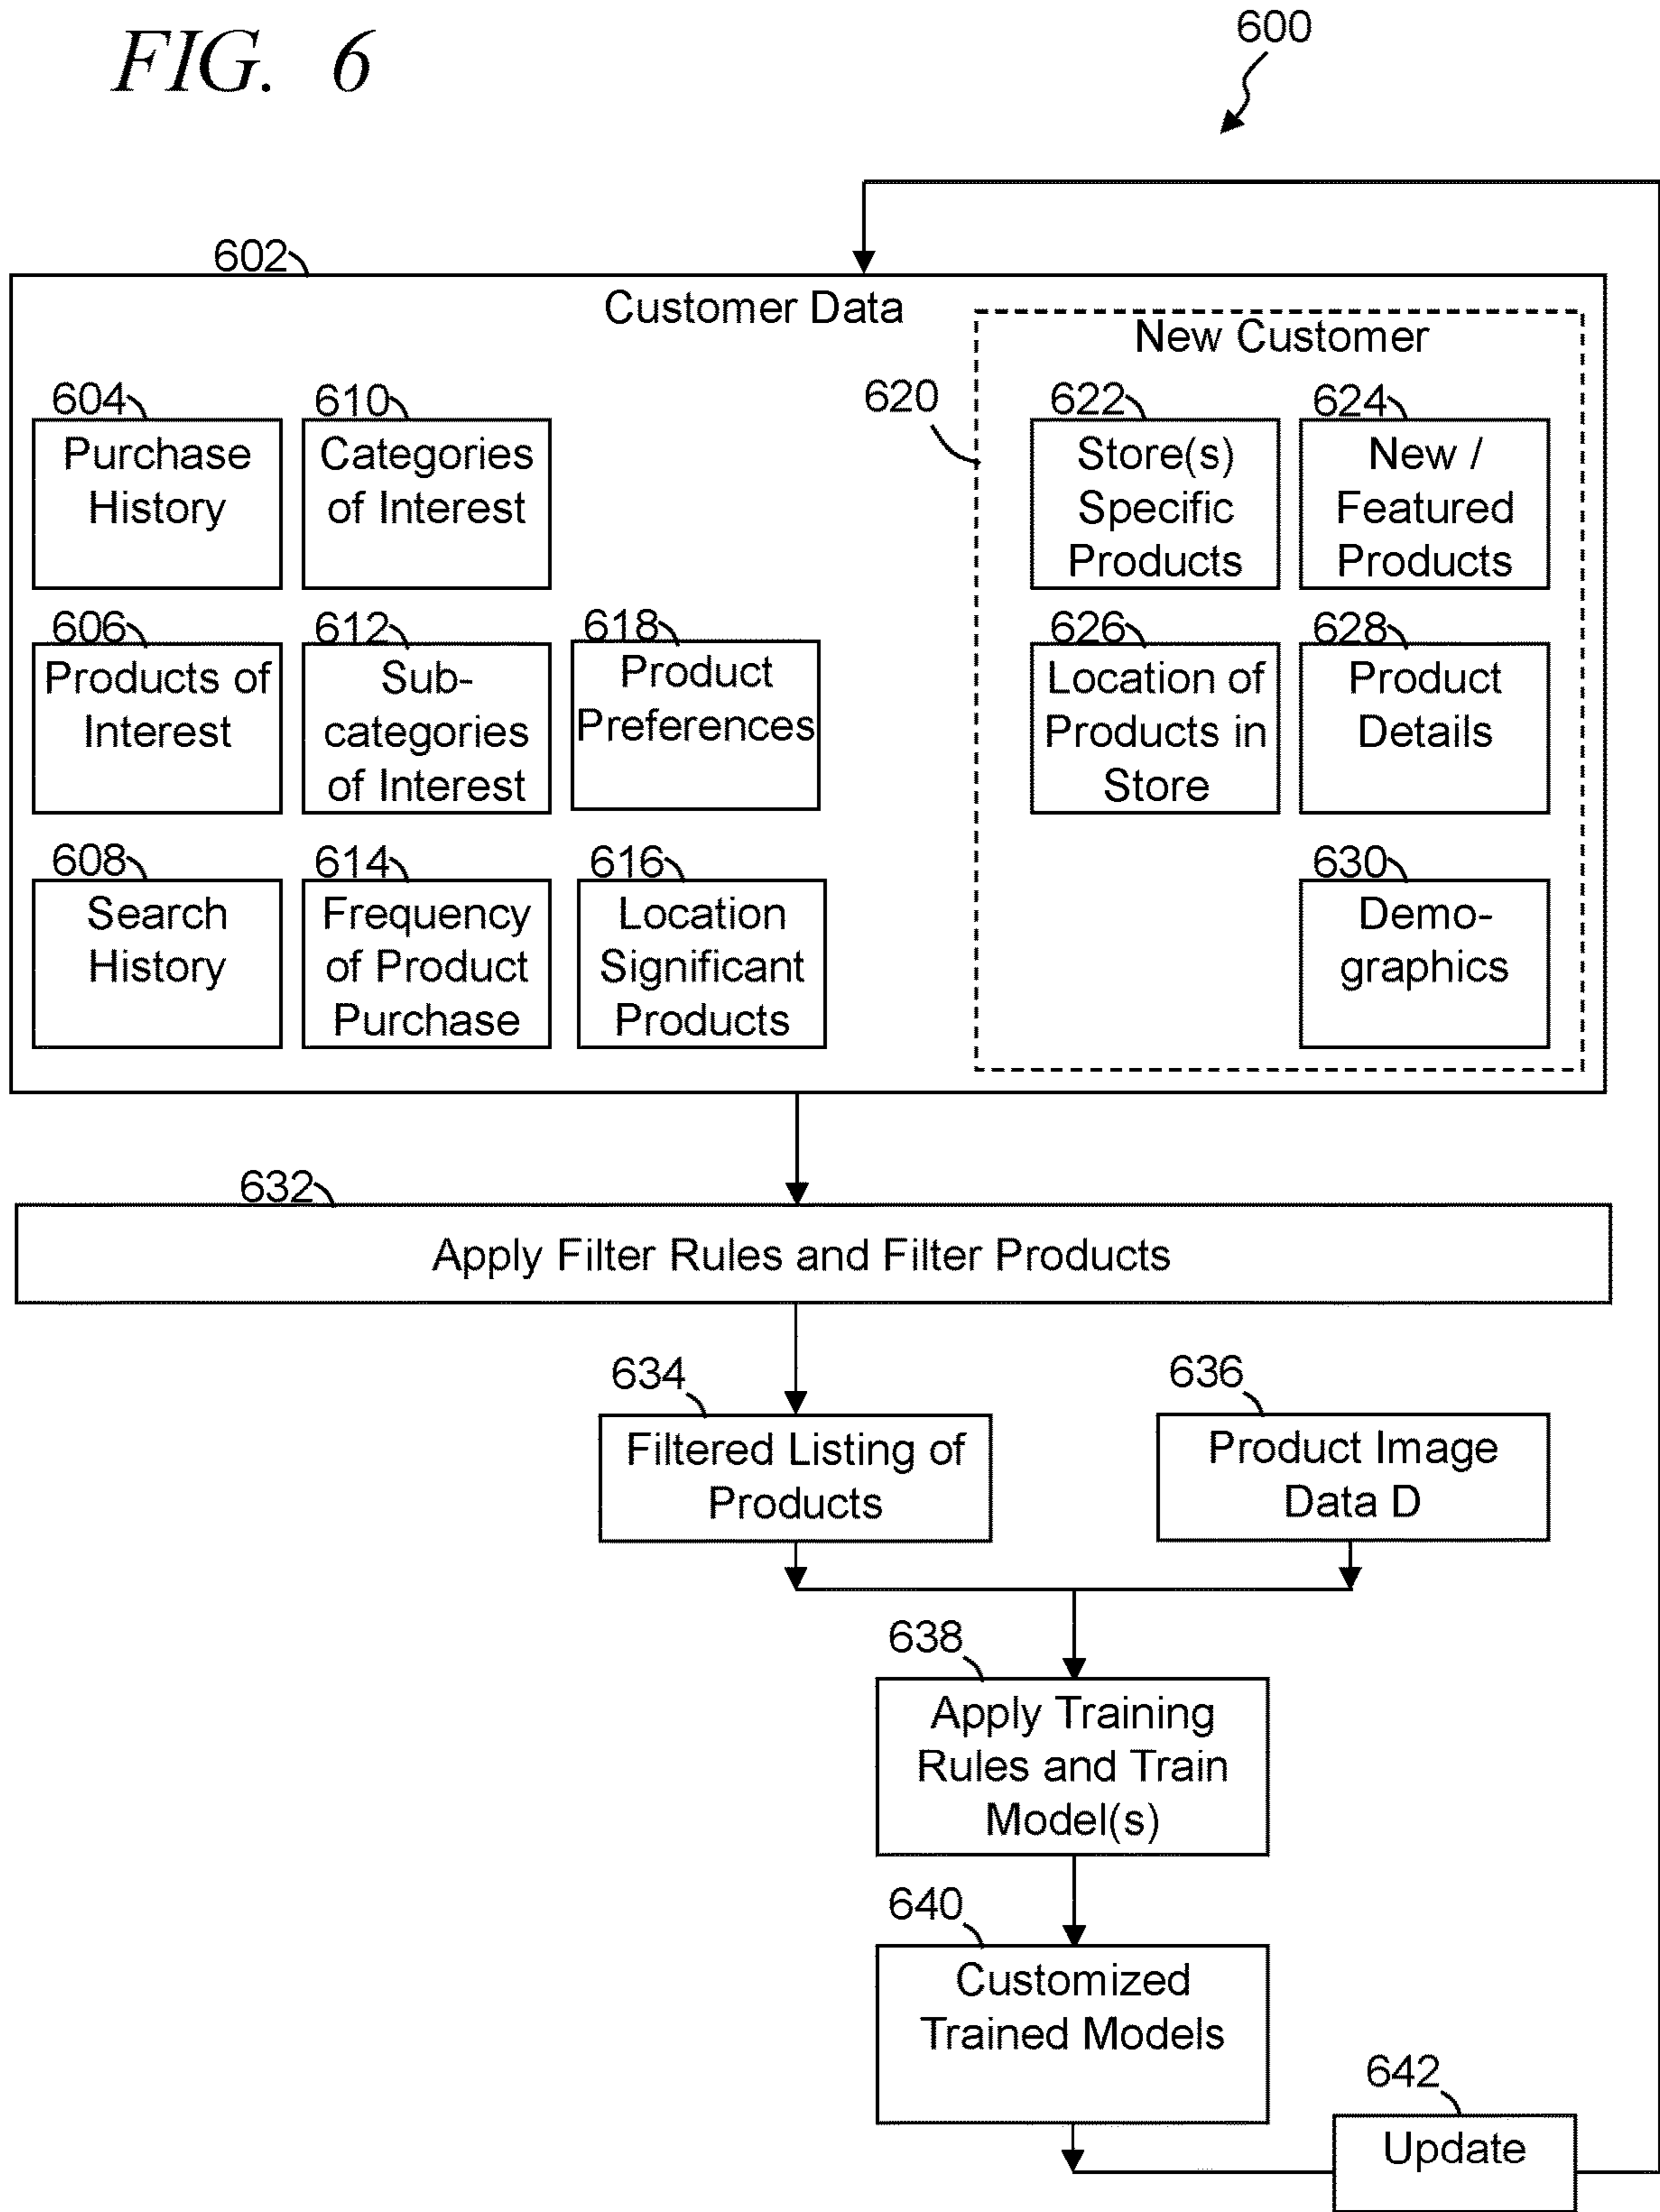 FIG. 6
600
602
Customer Data
New Customer
620
604
Purchase
History
610
Categories
of Interest
622
Store(s)
Specific
Products
624
New /
Featured
Products
606
Products of
Interest
612
Sub-
categories
of Interest
618
Product
Preferences
626
Location of
Products in
Store
628
Product
Details
608
Search
History
614
Frequency
of Product
Purchase
616
Location
Significant
Products
630
Demo-
graphics
632
Apply Filter Rules and Filter Products
634
Filtered Listing of
Products
636
Product Image
Data D
638
Apply Training
Rules and Train
Model(s)
640
Customized
Trained Models
642
Update